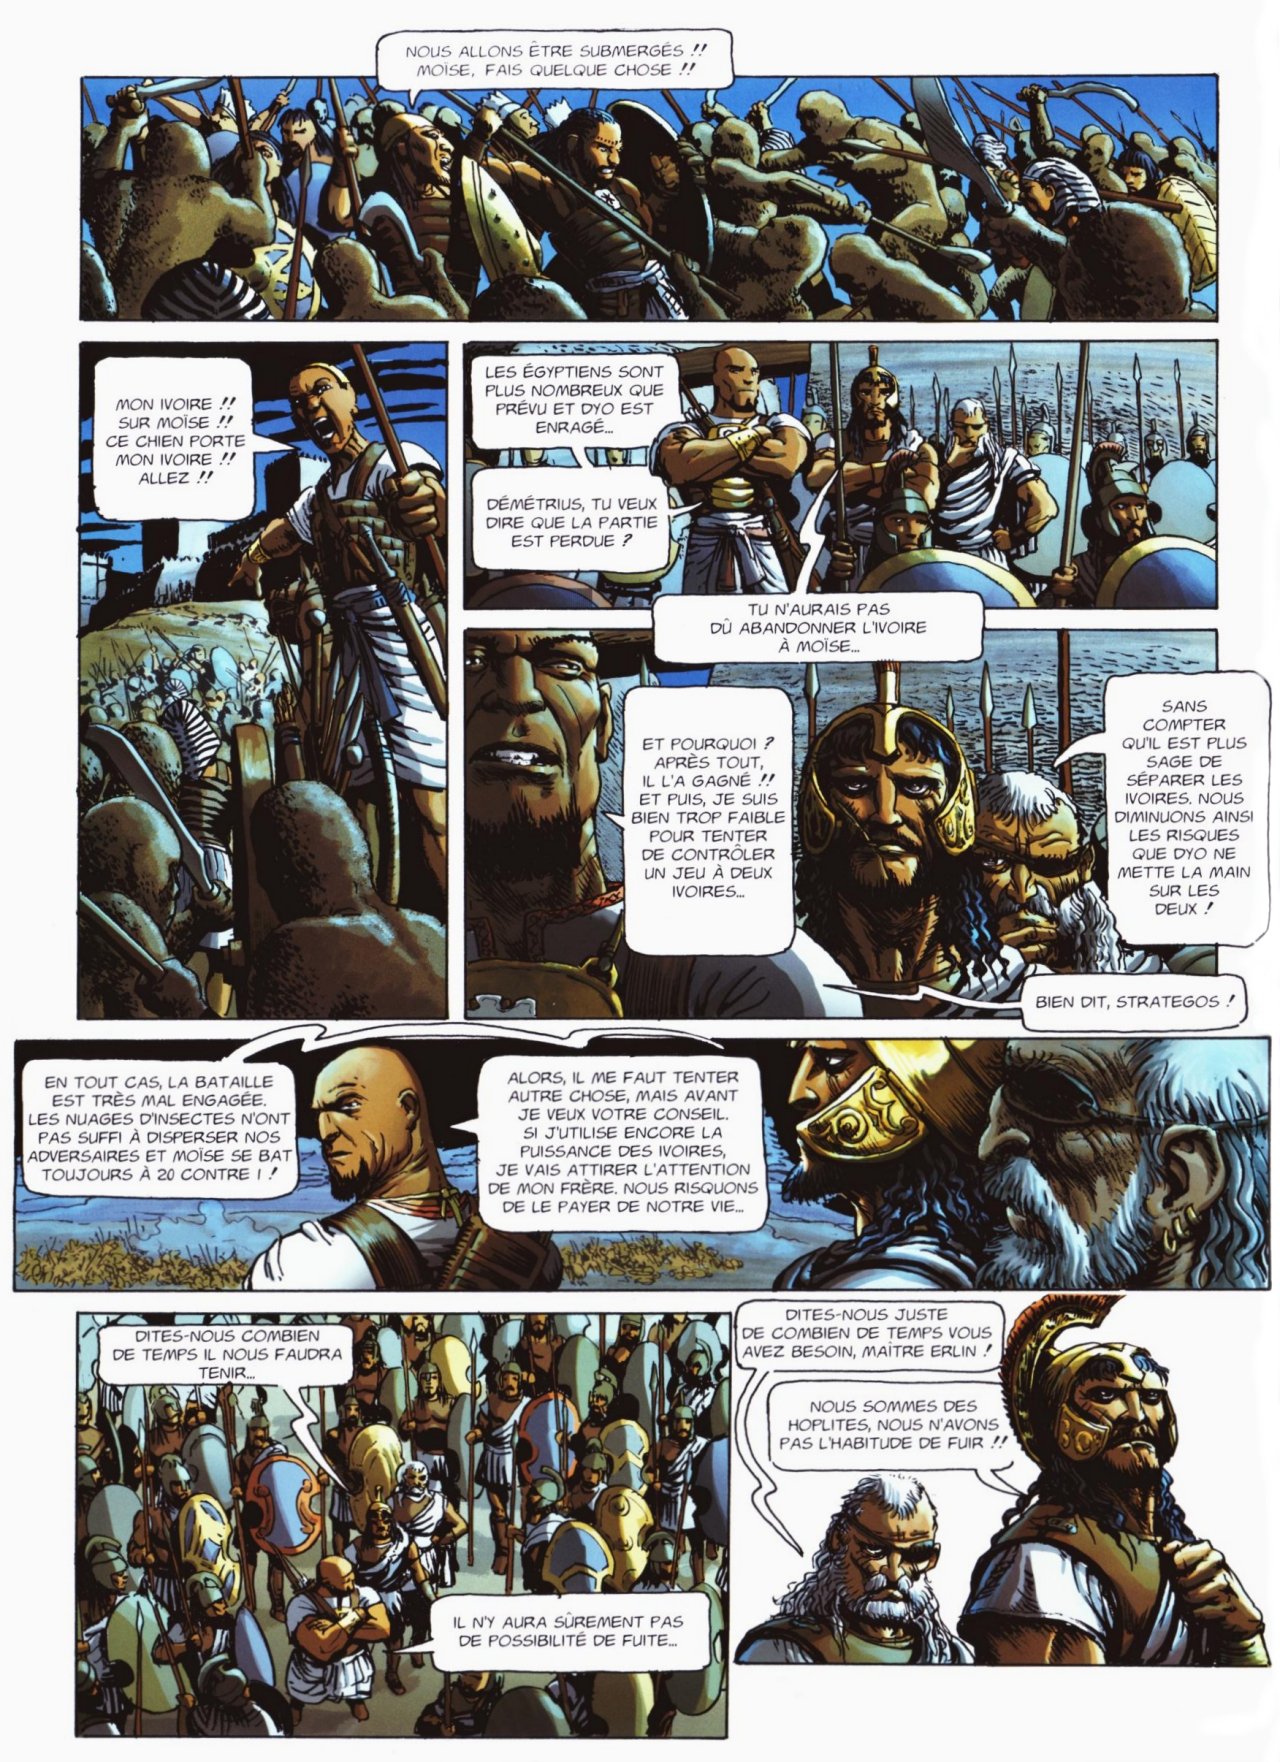 NOUS ALLONS ÊTRE SUBMERGÉS !!
MOÏSE, FAIS QUELQUE CHOSE !!
MON IVOIRE !!
SUR MOÏSE !!
CE CHIEN PORTE
MON IVOIRE !!
ALLEZ !!
LES ÉGYPTIENS SONT
PLUS NOMBREUX QUE
PRÉVU ET DYO EST
ENRAGÉ...
DÉMÉTRIUS, TU VEUX
DIRE QUE LA PARTIE
EST PERDUE ?
TU N'AURAIS PAS
DÛ ABANDONNER L'IVOIRE
À MOÏSE...
ET POURQUOI ?
APRÈS TOUT,
IL L'A GAGNÉ !!
ET PUIS, JE SUIS
BIEN TROP FAIBLE
POUR TENTER
DE CONTRÔLER
UN JEU À DEUX
IVOIRES...
SANS
COMPTER
QU'IL EST PLUS
SAGE DE
SÉPARER LES
IVOIRES. NOUS
DIMINUONS AINSI
LES RISQUES
QUE DYO NE
METTE LA MAIN
SUR LES
DEUX !
BIEN DIT, STRATEGOS !
EN TOUT CAS, LA BATAILLE
EST TRÈS MAL ENGAGÉE.
LES NUAGES D'INSECTES N'ONT
PAS SUFFI À DISPERSER NOS
ADVERSAIRES ET MOÏSE SE BAT
TOUJOURS À 20 CONTRE 1 !
ALORS, IL ME FAUT TENTER
AUTRE CHOSE, MAIS AVANT
JE VEUX VOTRE CONSEIL.
SI J'UTILISE ENCORE LA
PUISSANCE DES IVOIRES,
JE VAIS ATTIRER L'ATTENTION
DE MON FRÈRE. NOUS RISQUONS
DE LE PAYER DE NOTRE VIE...
DITES-NOUS COMBIEN
DE TEMPS IL NOUS FAUDRA
TENIR...
IL N'Y AURA SÛREMENT PAS
DE POSSIBILITÉ DE FUITE...
DITES-NOUS JUSTE
DE COMBIEN DE TEMPS VOUS
AVEZ BESOIN, MAÎTRE ERLIN !
NOUS SOMMES DES
HOPLITES, NOUS N'AVONS
PAS L'HABITUDE DE FUIR !!